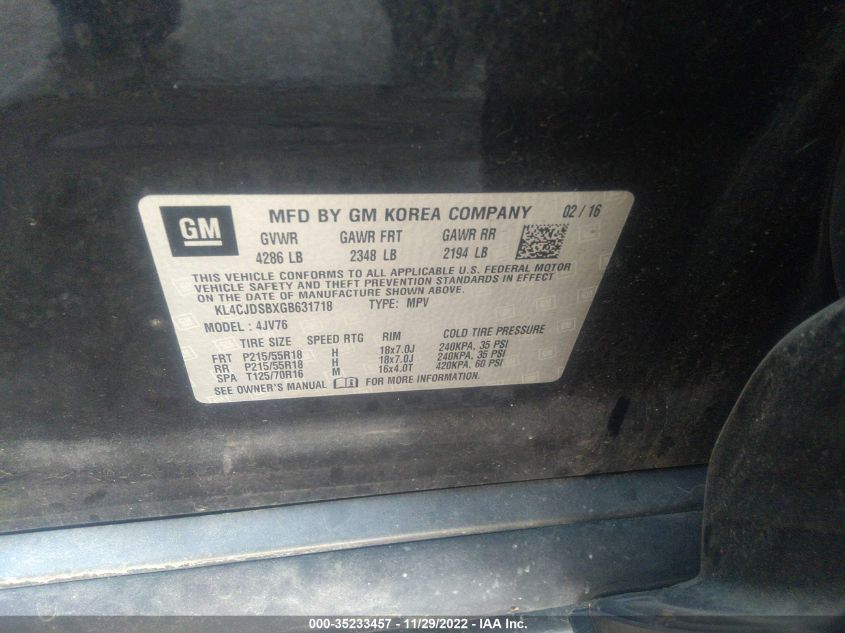 GM
MFD BY GM KOREA COMPANY 02 / 16
GVWR GAWR FRT GAWR RR
4286 LB 2348 LB 2194 LB
THIS VEHICLE CONFORMS TO ALL APPLICABLE U.S. FEDERAL MOTOR
VEHICLE SAFETY AND THEFT PREVENTION STANDARDS IN EFFECT
ON THE DATE OF MANUFACTURE SHOWN ABOVE.
KL4CJDSBXGB631718 TYPE: MPV
MODEL : 4JV76
TIRE SIZE SPEED RTG RIM COLD TIRE PRESSURE
FRT P215/55R18 H 18x7.0J 240KPA, 35 PSI
RR P215/55R18 H 18x7.0J 240KPA, 35 PSI
SPA T125/70R16 M 16x4.0T 420KPA, 60 PSI
SEE OWNER'S MANUAL FOR MORE INFORMATION.
000-35233457 - 11/29/2022 - IAA Inc.